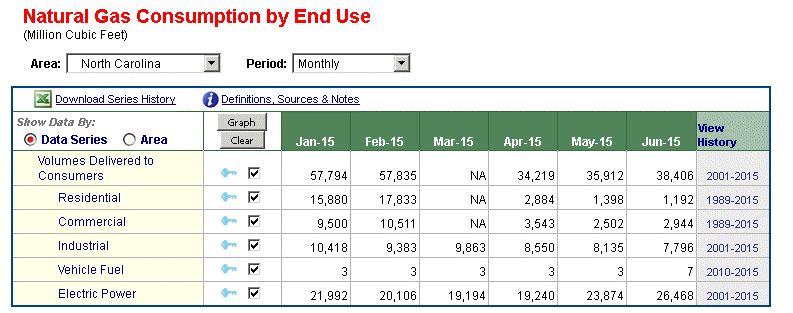 Natural Gas Consumption by End Use
(Million Cubic Feet)
Area: North Carolina Period: Monthly
Download Series History Definitions, Sources & Notes
Show Data By:
Data Series Area
Graph
Clear
Jan-15 Feb-15 Mar-15 Apr-15 May-15 Jun-15
View
History
Volumes Delivered to
Consumers
57,794 57,835 NA 34,219 35,912 38,406 2001-2015
Residential 15,880 17,833 NA 2,884 1,398 1,192 1989-2015
Commercial 9,500 10,511 NA 3,543 2,502 2,944 1989-2015
Industrial 10,418 9,383 9,863 8,550 8,135 7,796 2001-2015
Vehicle Fuel 3 3 3 3 3 7 2010-2015
Electric Power 21,992 20,106 19,194 19,240 23,874 26,468 2001-2015